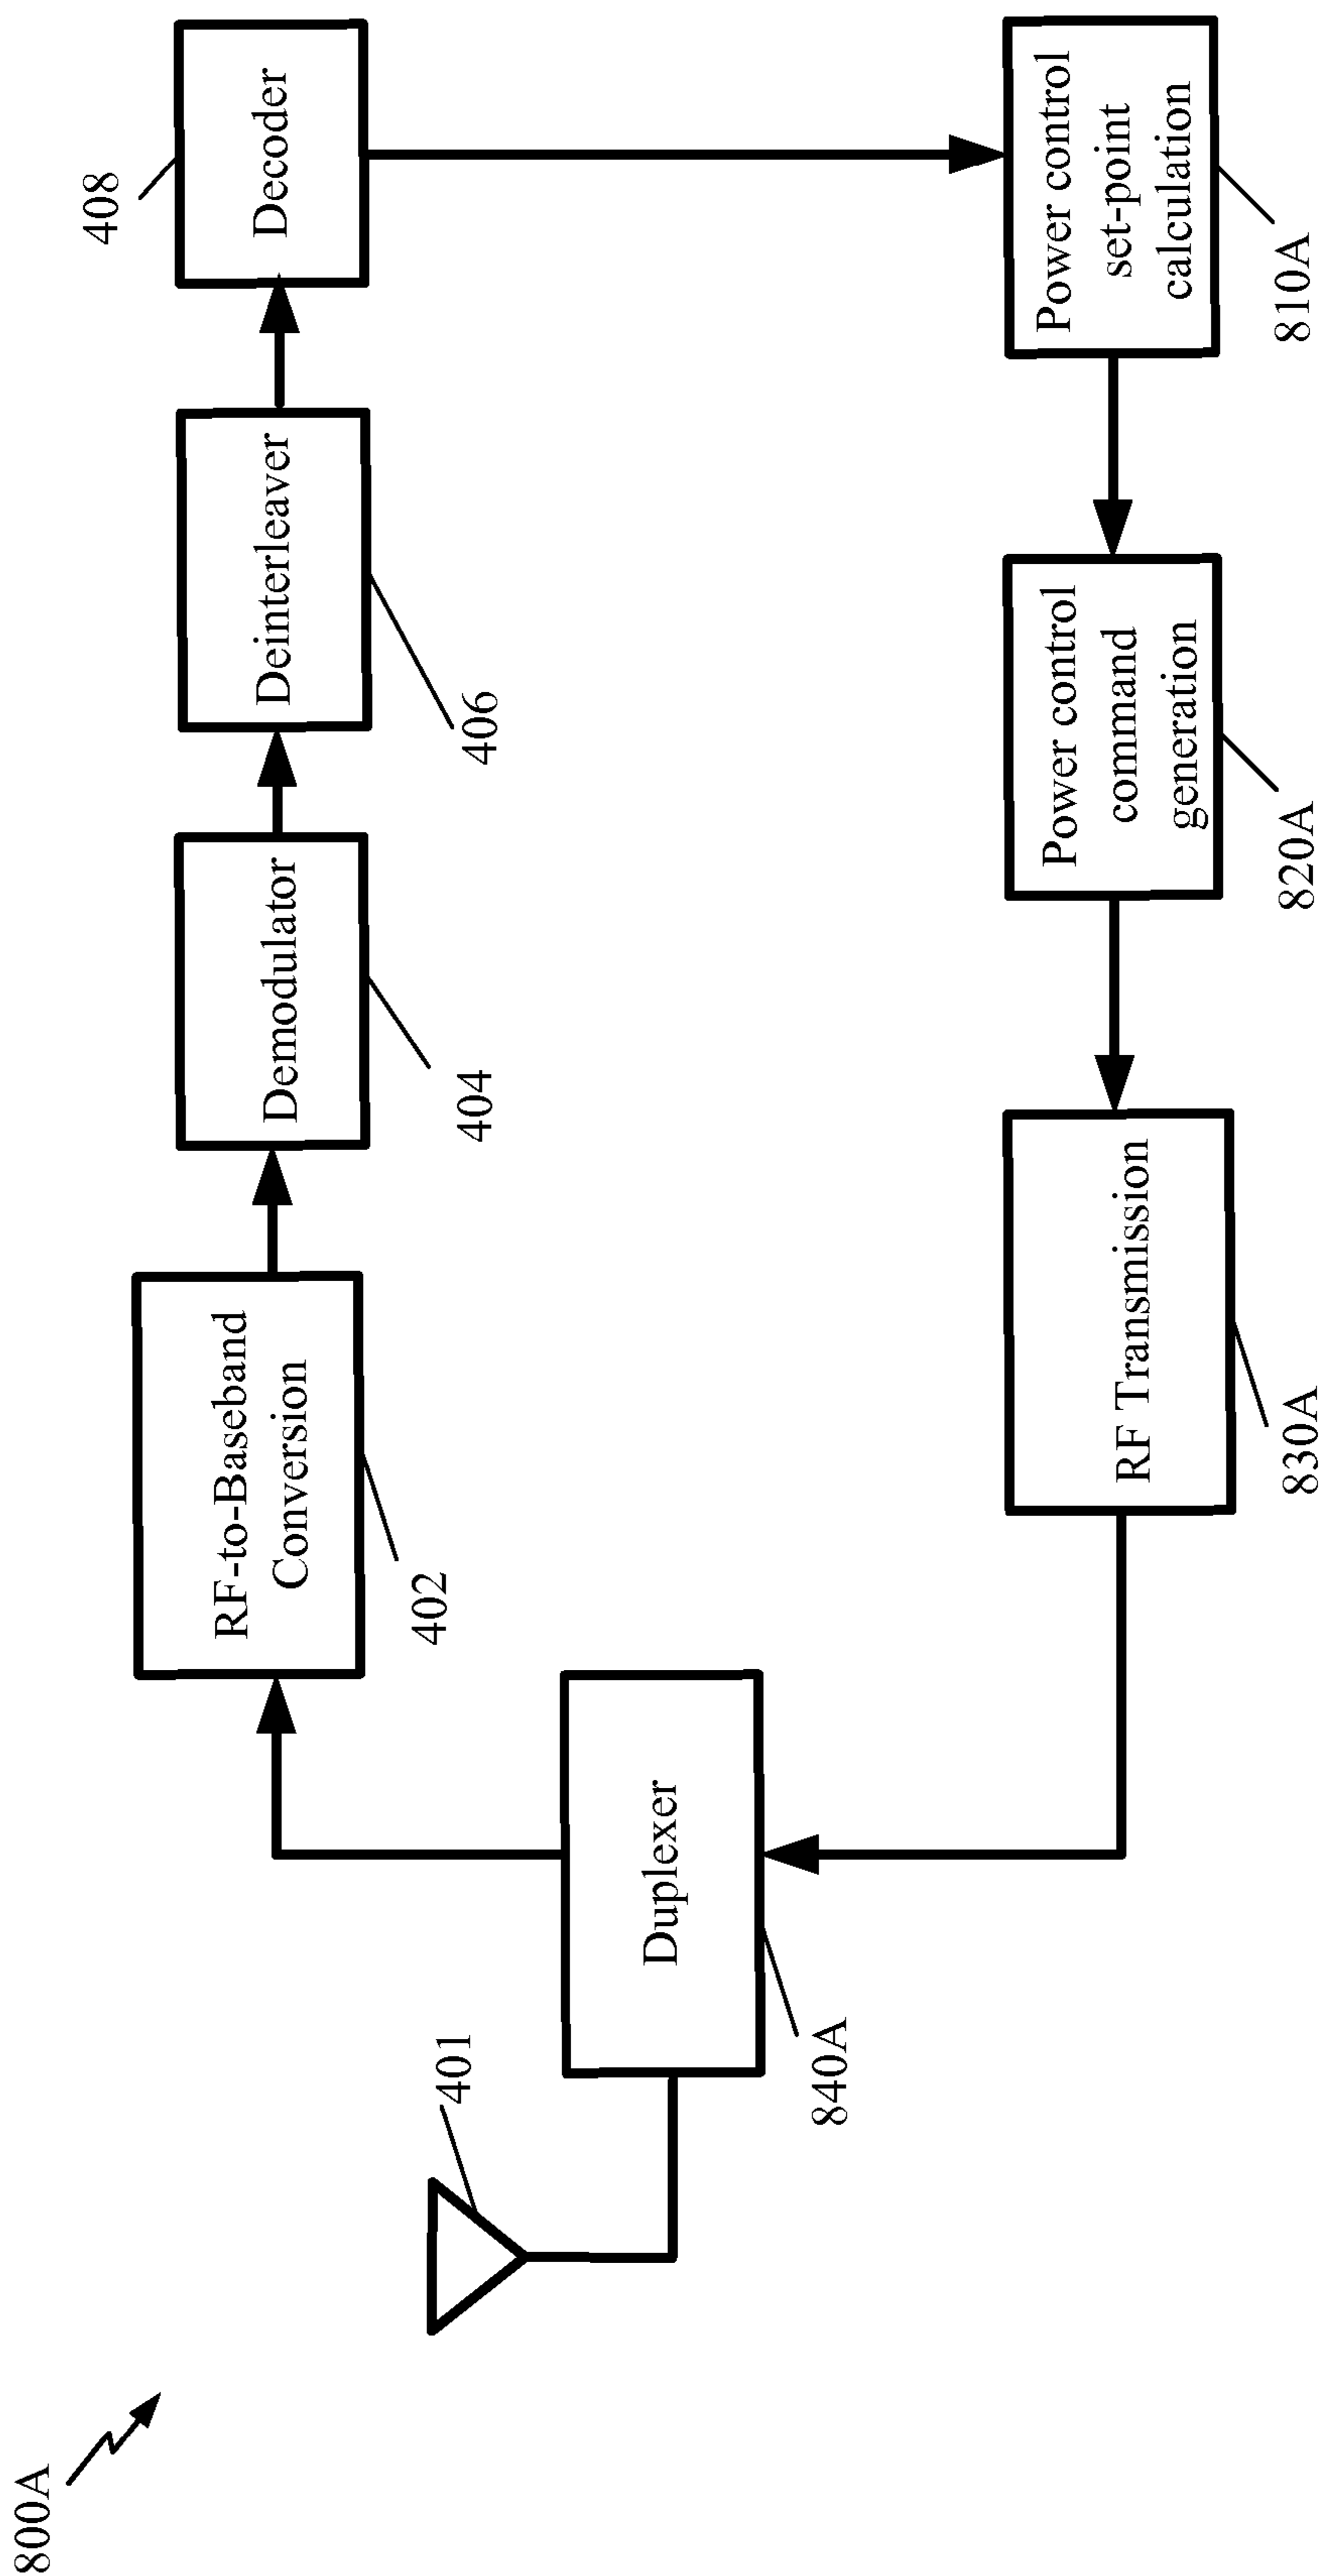 800A
401
Duplexer
840A
RF-to-Baseband
Conversion
402
Demodulator
404
Deinterleaver
406
Decoder
408
Power control
set-point
calculation
810A
Power control
command
generation
820A
RF Transmission
830A